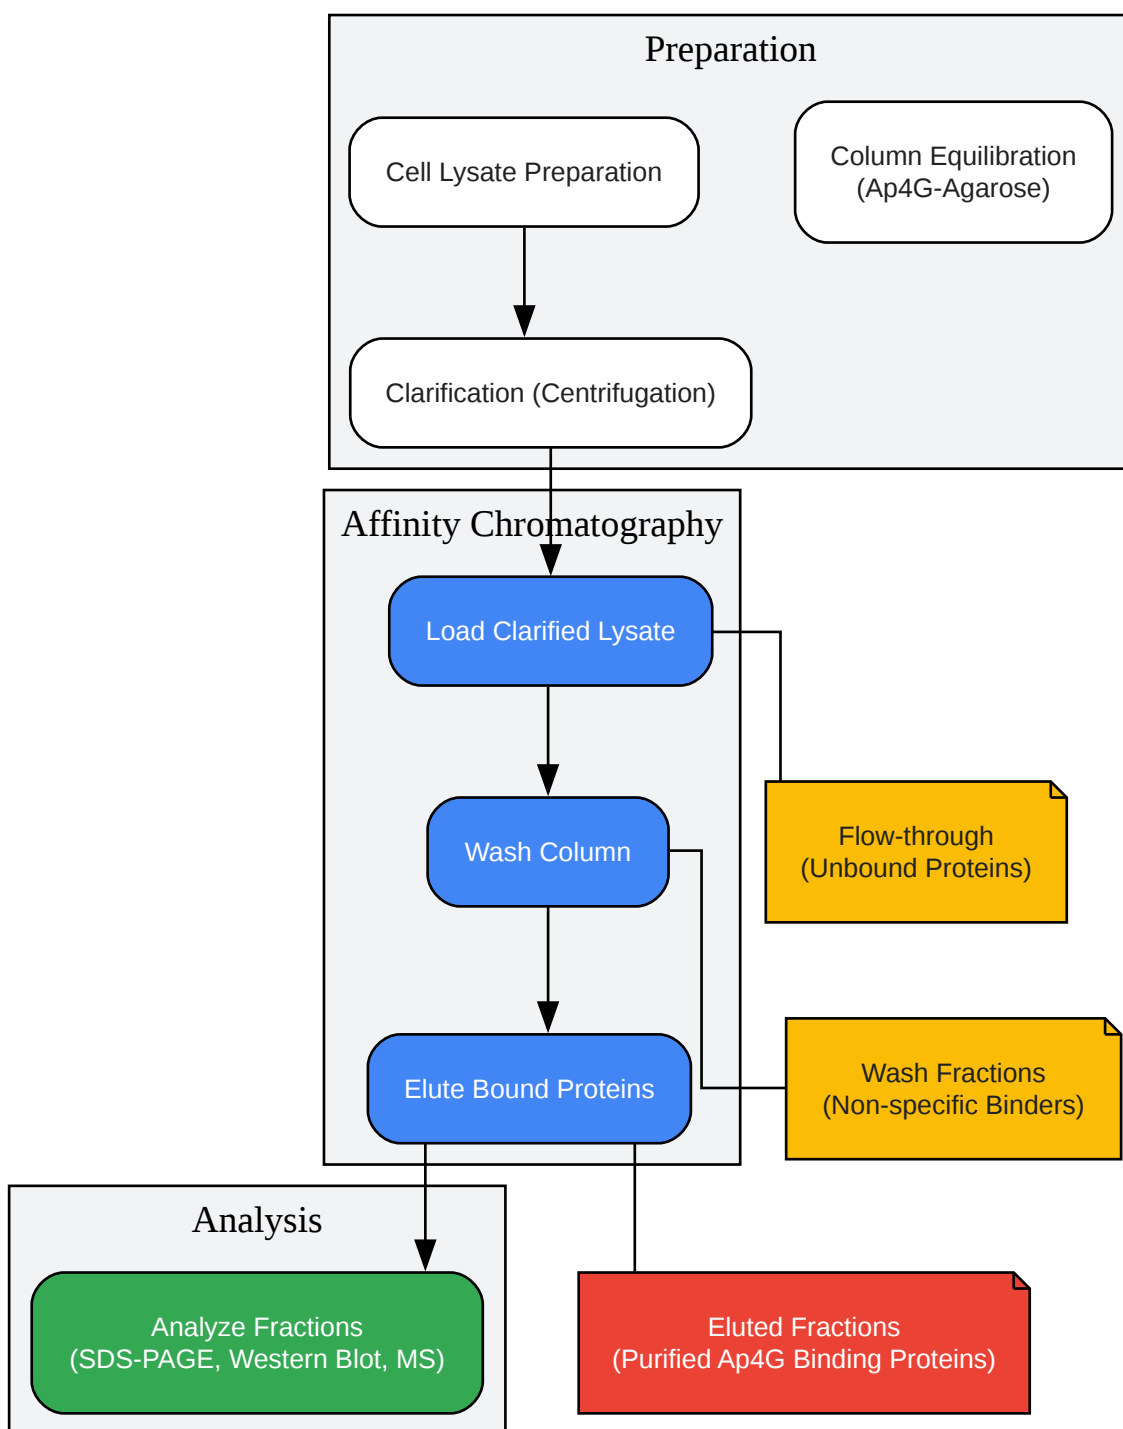 Preparation
Cell Lysate Preparation
Column Equilibration
(Ap4G-Agarose)
Clarification (Centrifugation)
Affinity Chromatography
Load Clarified Lysate
Wash Column
Flow-through
(Unbound Proteins)
Elute Bound Proteins
Wash Fractions
(Non-specific Binders)
Analysis
Analyze Fractions
(SDS-PAGE, Western Blot, MS)
Eluted Fractions
(Purified Ap4G Binding Proteins)